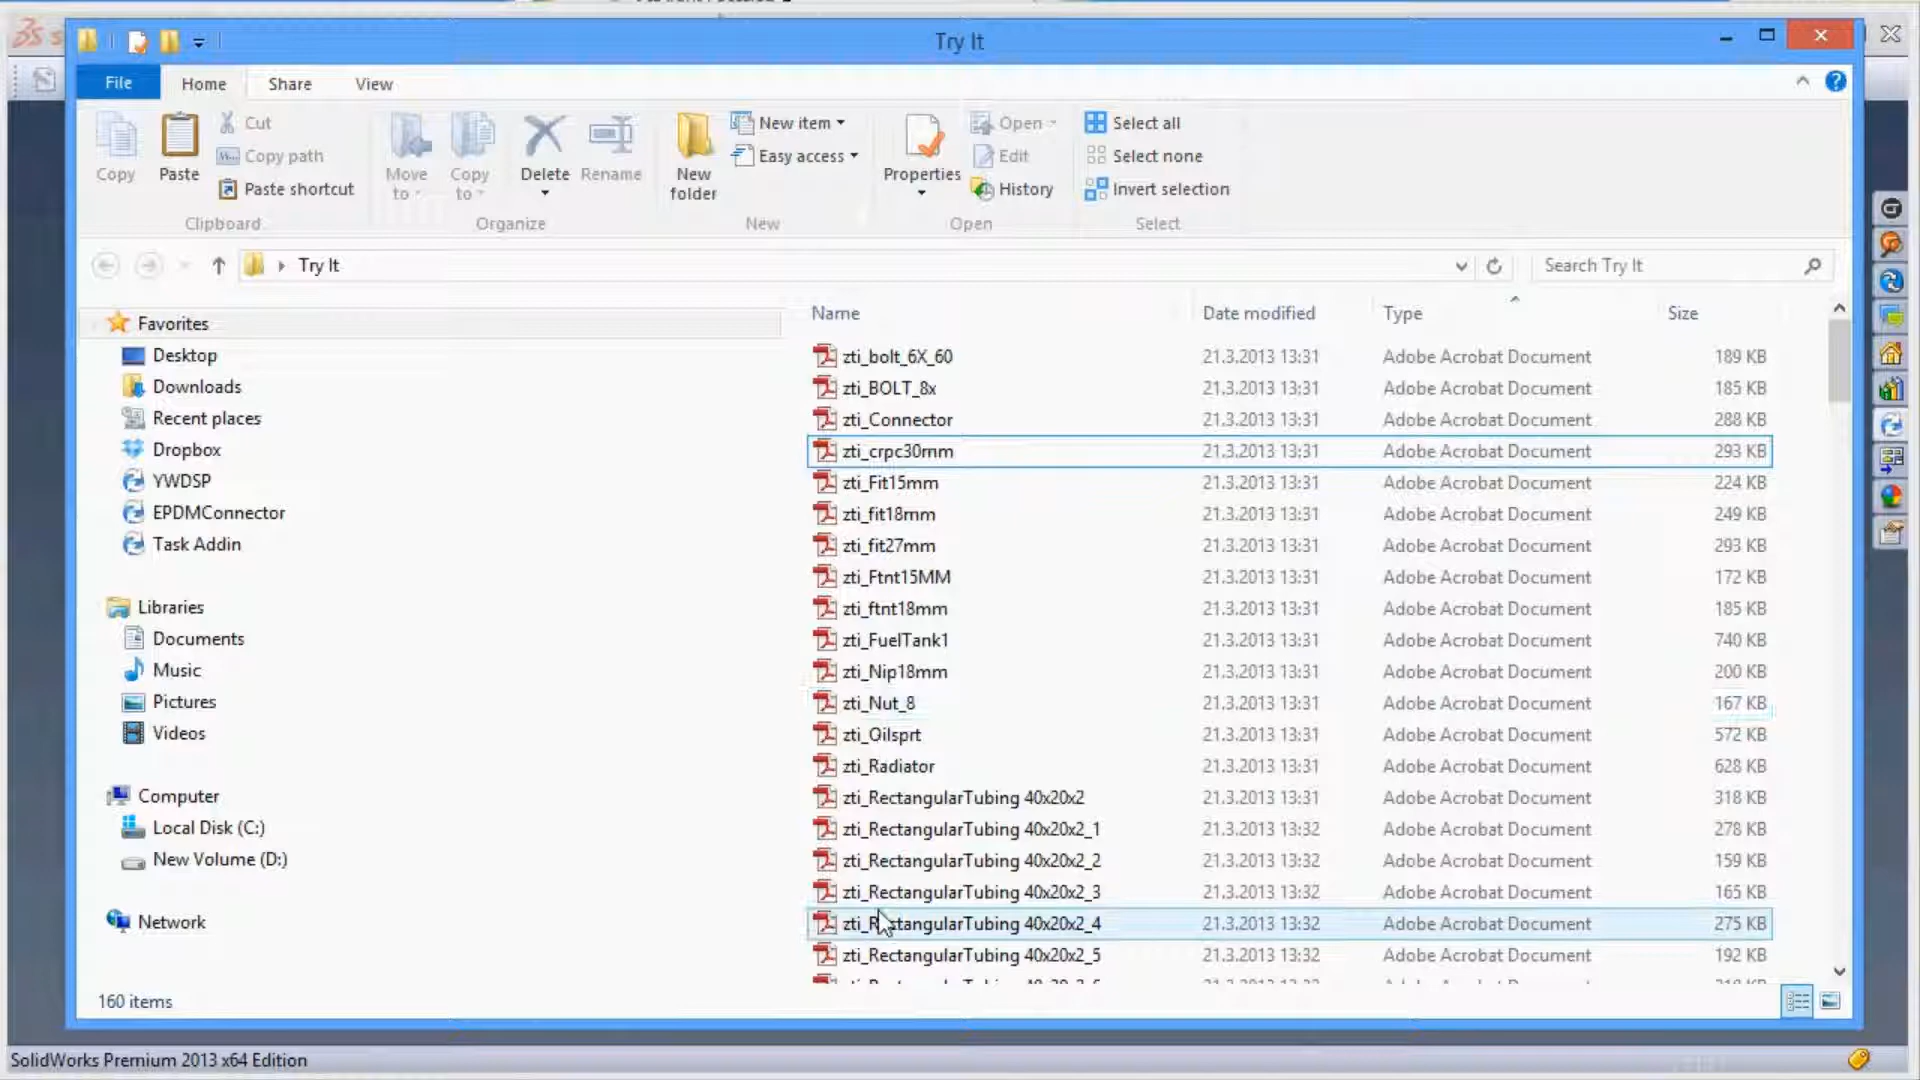 Try It
File Home Share View
Copy Paste Cut Copy path Paste shortcut Clipboard
Move to Copy to Delete Rename Organize
New folder New item Easy access New
Properties Open Edit History Open
Select all Select none Invert selection Select
Try It Search Try It
Favorites
Desktop
Downloads
Recent places
Dropbox
YWDSP
EPDMConnector
Task Addin
Libraries
Documents
Music
Pictures
Videos
Computer
Local Disk (C:)
New Volume (D:)
Network
Name Date modified Type Size
zti_bolt_6X_60 21.3.2013 13:31 Adobe Acrobat Document 189 KB
zti_BOLT_8x 21.3.2013 13:31 Adobe Acrobat Document 185 KB
zti_Connector 21.3.2013 13:31 Adobe Acrobat Document 288 KB
zti_crpc30mm 21.3.2013 13:31 Adobe Acrobat Document 293 KB
zti_Fit15mm 21.3.2013 13:31 Adobe Acrobat Document 224 KB
zti_fit18mm 21.3.2013 13:31 Adobe Acrobat Document 249 KB
zti_fit27mm 21.3.2013 13:31 Adobe Acrobat Document 293 KB
zti_Ftnt15MM 21.3.2013 13:31 Adobe Acrobat Document 172 KB
zti_ftnt18mm 21.3.2013 13:31 Adobe Acrobat Document 185 KB
zti_FuelTank1 21.3.2013 13:31 Adobe Acrobat Document 740 KB
zti_Nip18mm 21.3.2013 13:31 Adobe Acrobat Document 200 KB
zti_Nut_8 21.3.2013 13:31 Adobe Acrobat Document 167 KB
zti_Oilsprt 21.3.2013 13:31 Adobe Acrobat Document 572 KB
zti_Radiator 21.3.2013 13:31 Adobe Acrobat Document 628 KB
zti_RectangularTubing 40x20x2 21.3.2013 13:31 Adobe Acrobat Document 318 KB
zti_RectangularTubing 40x20x2_1 21.3.2013 13:32 Adobe Acrobat Document 278 KB
zti_RectangularTubing 40x20x2_2 21.3.2013 13:32 Adobe Acrobat Document 159 KB
zti_RectangularTubing 40x20x2_3 21.3.2013 13:32 Adobe Acrobat Document 165 KB
zti_RectangularTubing 40x20x2_4 21.3.2013 13:32 Adobe Acrobat Document 275 KB
zti_RectangularTubing 40x20x2_5 21.3.2013 13:32 Adobe Acrobat Document 192 KB
160 items
SolidWorks Premium 2013 x64 Edition